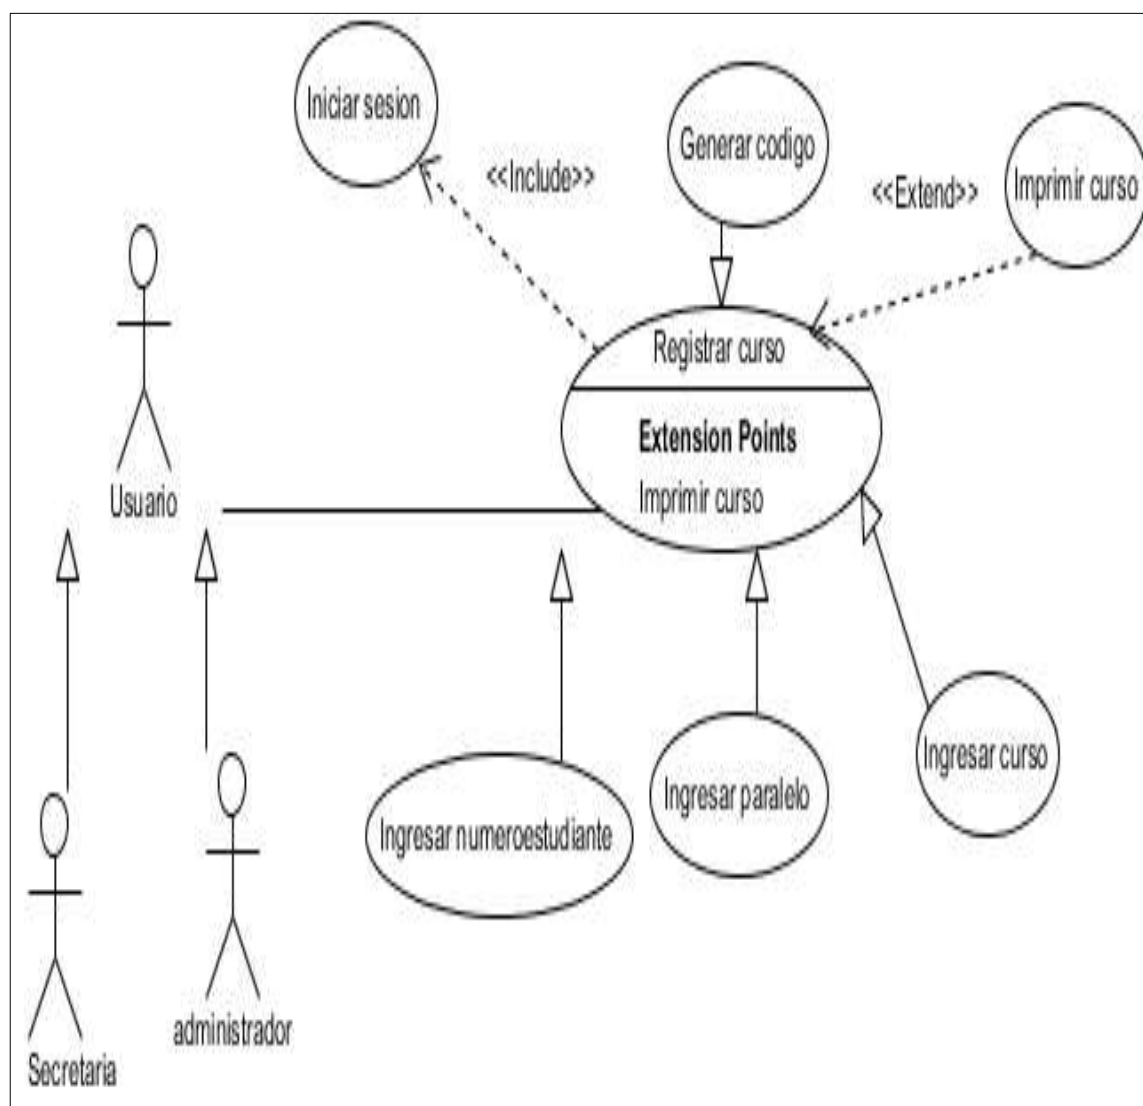 Iniciar sesion
<<Include>>
Generar codigo
<<Extend>>
Imprimir curso
Registrar curso
Extension Points
Imprimir curso
Usuario
Ingresar numeroestudiante
Ingresar paralelo
Ingresar curso
administrador
Secretaria